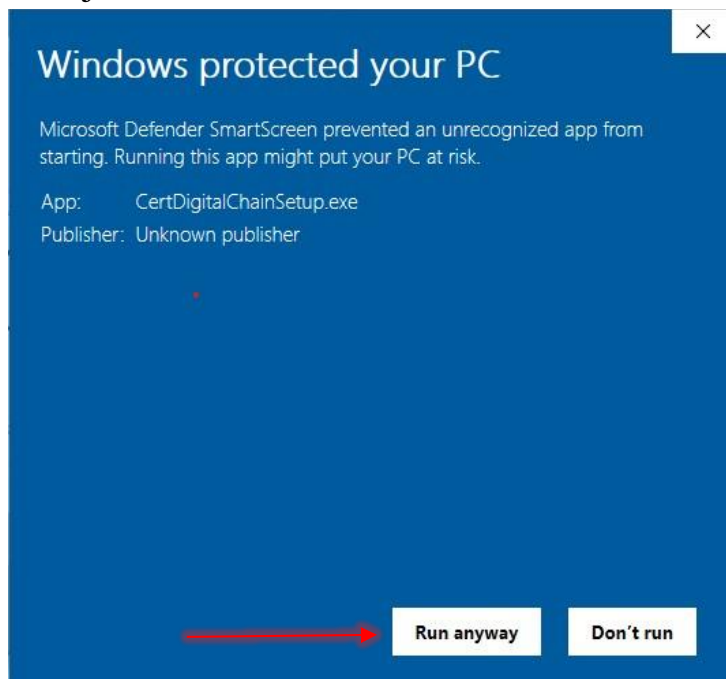 Windows protected your PC
Microsoft Defender SmartScreen prevented an unrecognized app from
starting. Running this app might put your PC at risk.
App: CertDigitalChainSetup.exe
Publisher: Unknown publisher
Run anyway Don't run